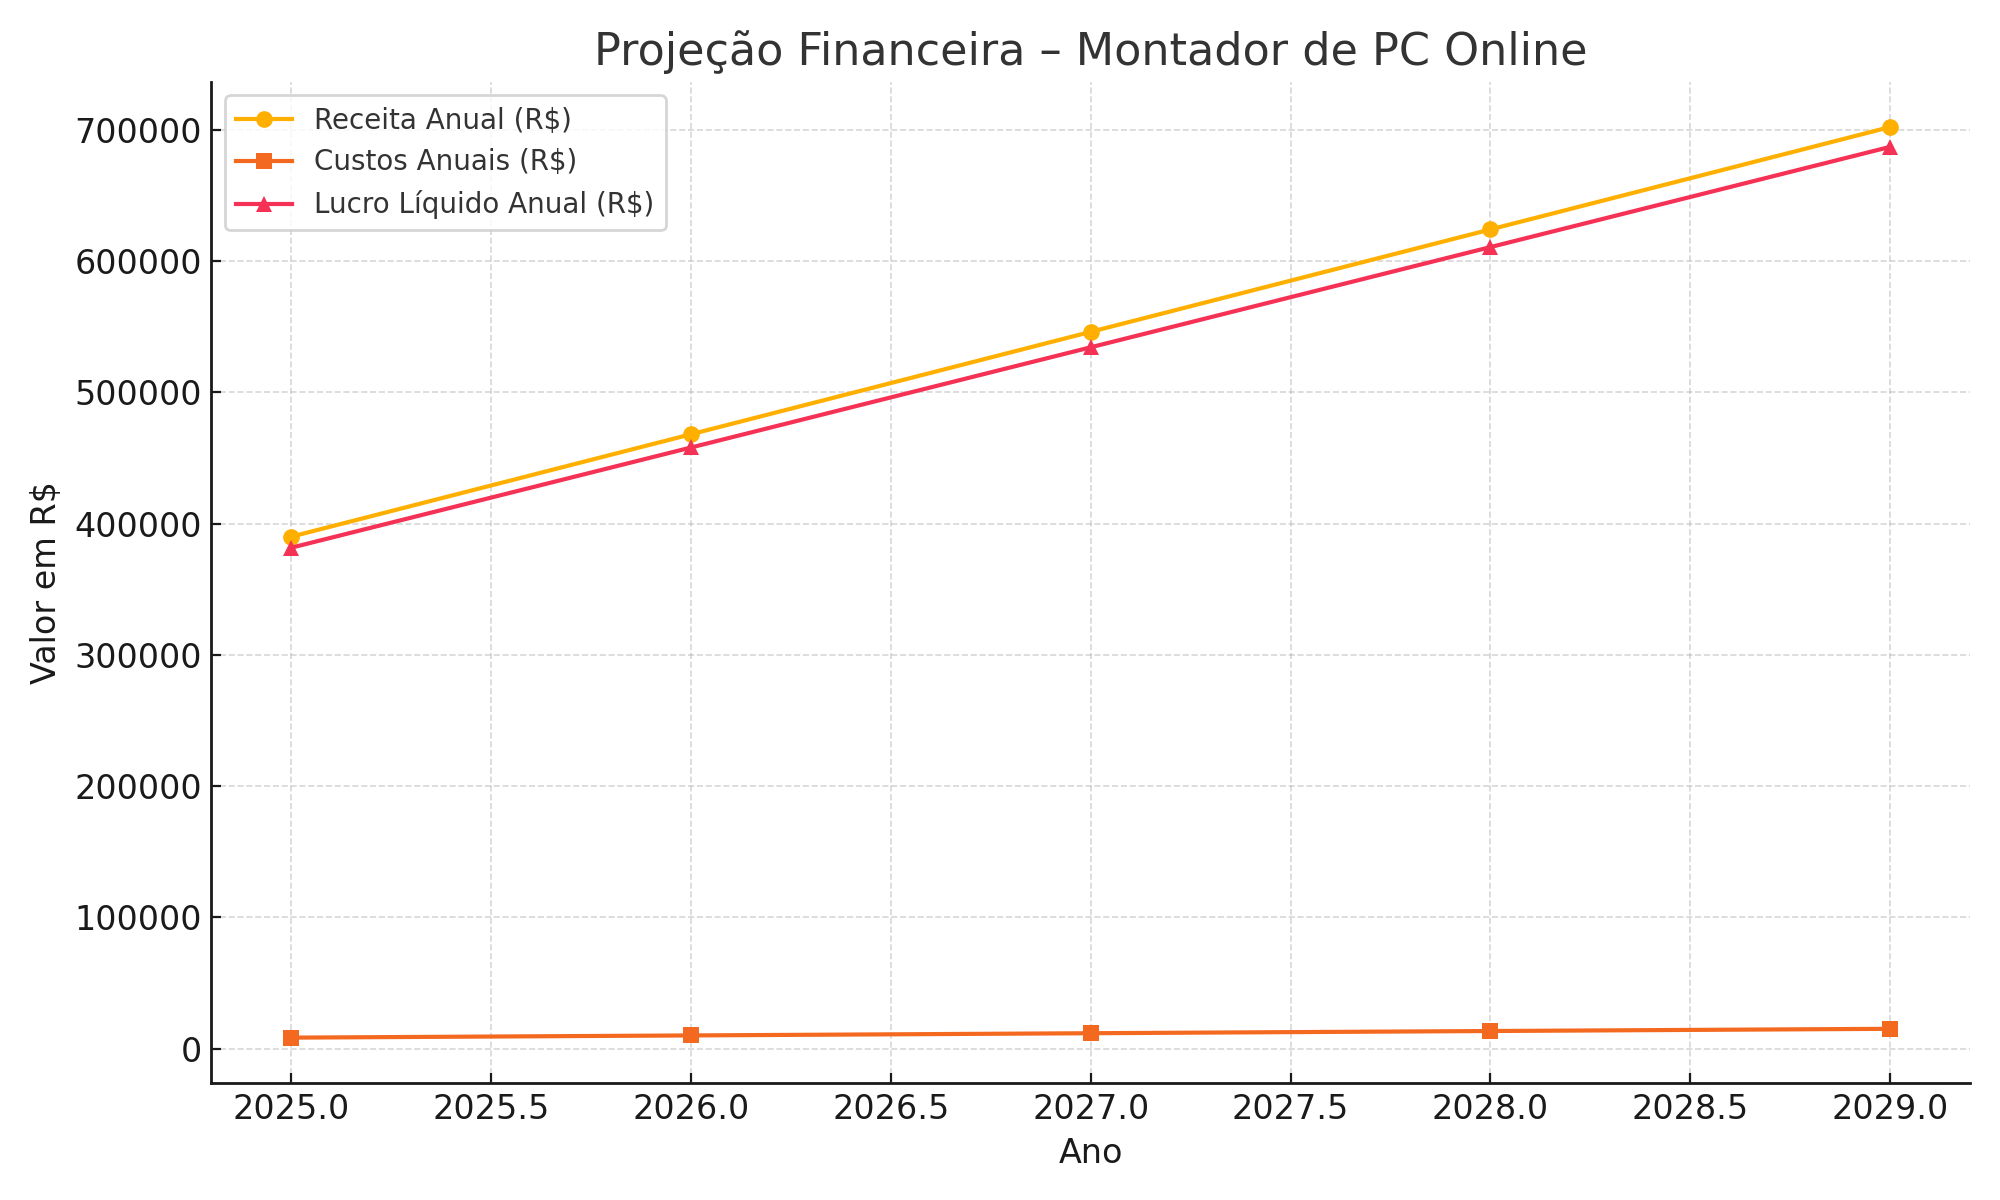 Projeção Financeira – Montador de PC Online
Receita Anual (R$)
Custos Anuais (R$)
Lucro Líquido Anual (R$)
Valor em R$
700000
600000
500000
400000
300000
200000
100000
0
2025.0 2025.5 2026.0 2026.5 2027.0 2027.5 2028.0 2028.5 2029.0
Ano